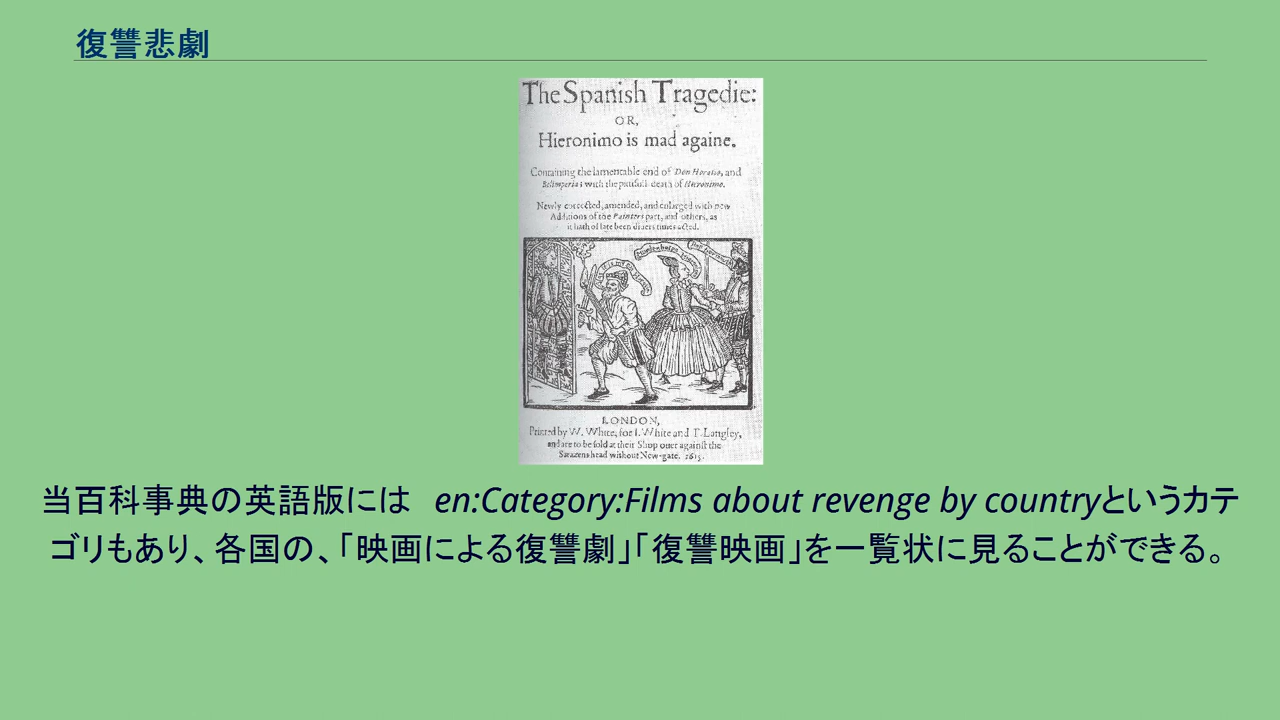 復讐悲劇
The Spanish Tragedie:
OR,
Hieronimo is mad againe.
Containing the lamentable end of Don Horatio, and
Belimperia; with the pitifull death of Hieronimo.
Newly corrected, amended, and enlarged with new
Additions of the Painters part, and others, as
it hath of late been divers times acted.
LONDON,
Printed by W. White, for I. White and T. Langley,
and are to be sold at their Shop ouer against the
Sarazens head without New-gate. 1615.
当百科事典の英語版には en:Category:Films about revenge by countryというカテ
ゴリもあり、各国の、「映画による復讐劇」「復讐映画」を一覧状に見ることができる。